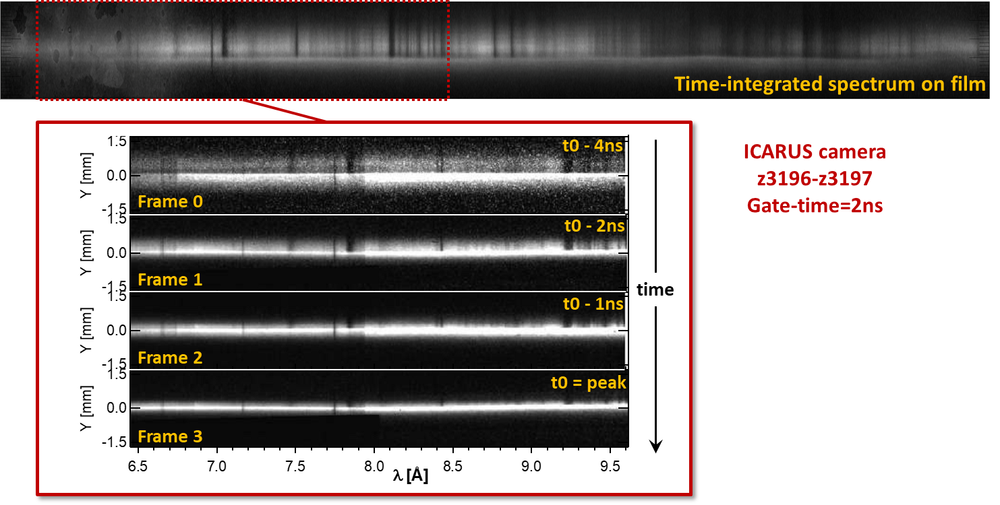 Time-integrated spectrum on film
ICARUS camera
z3196-z3197
Gate-time=2ns
1.5
0.0
-1.5
Y [mm]
t0 - 4ns
Frame 0
1.5
0.0
-1.5
Y [mm]
t0 - 2ns
Frame 1
1.5
0.0
-1.5
Y [mm]
t0 - 1ns
Frame 2
1.5
0.0
-1.5
Y [mm]
t0 = peak
Frame 3
time
6.5 7.0 7.5 8.0 8.5 9.0 9.5
λ [Å]